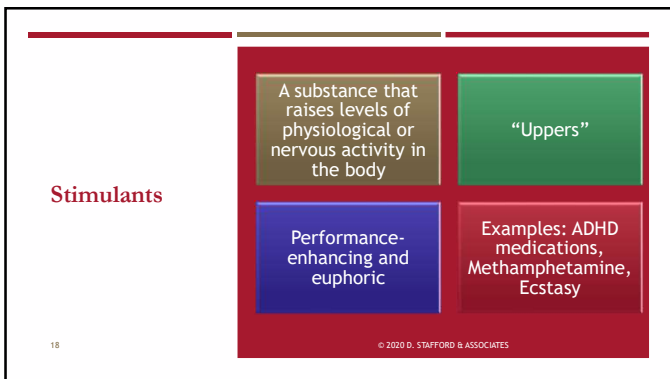 Stimulants
A substance that
raises levels of
physiological or
nervous activity in
the body
“Uppers”
Performance-
enhancing and
euphoric
Examples: ADHD
medications,
Methamphetamine,
Ecstasy
18
© 2020 D. STAFFORD & ASSOCIATES